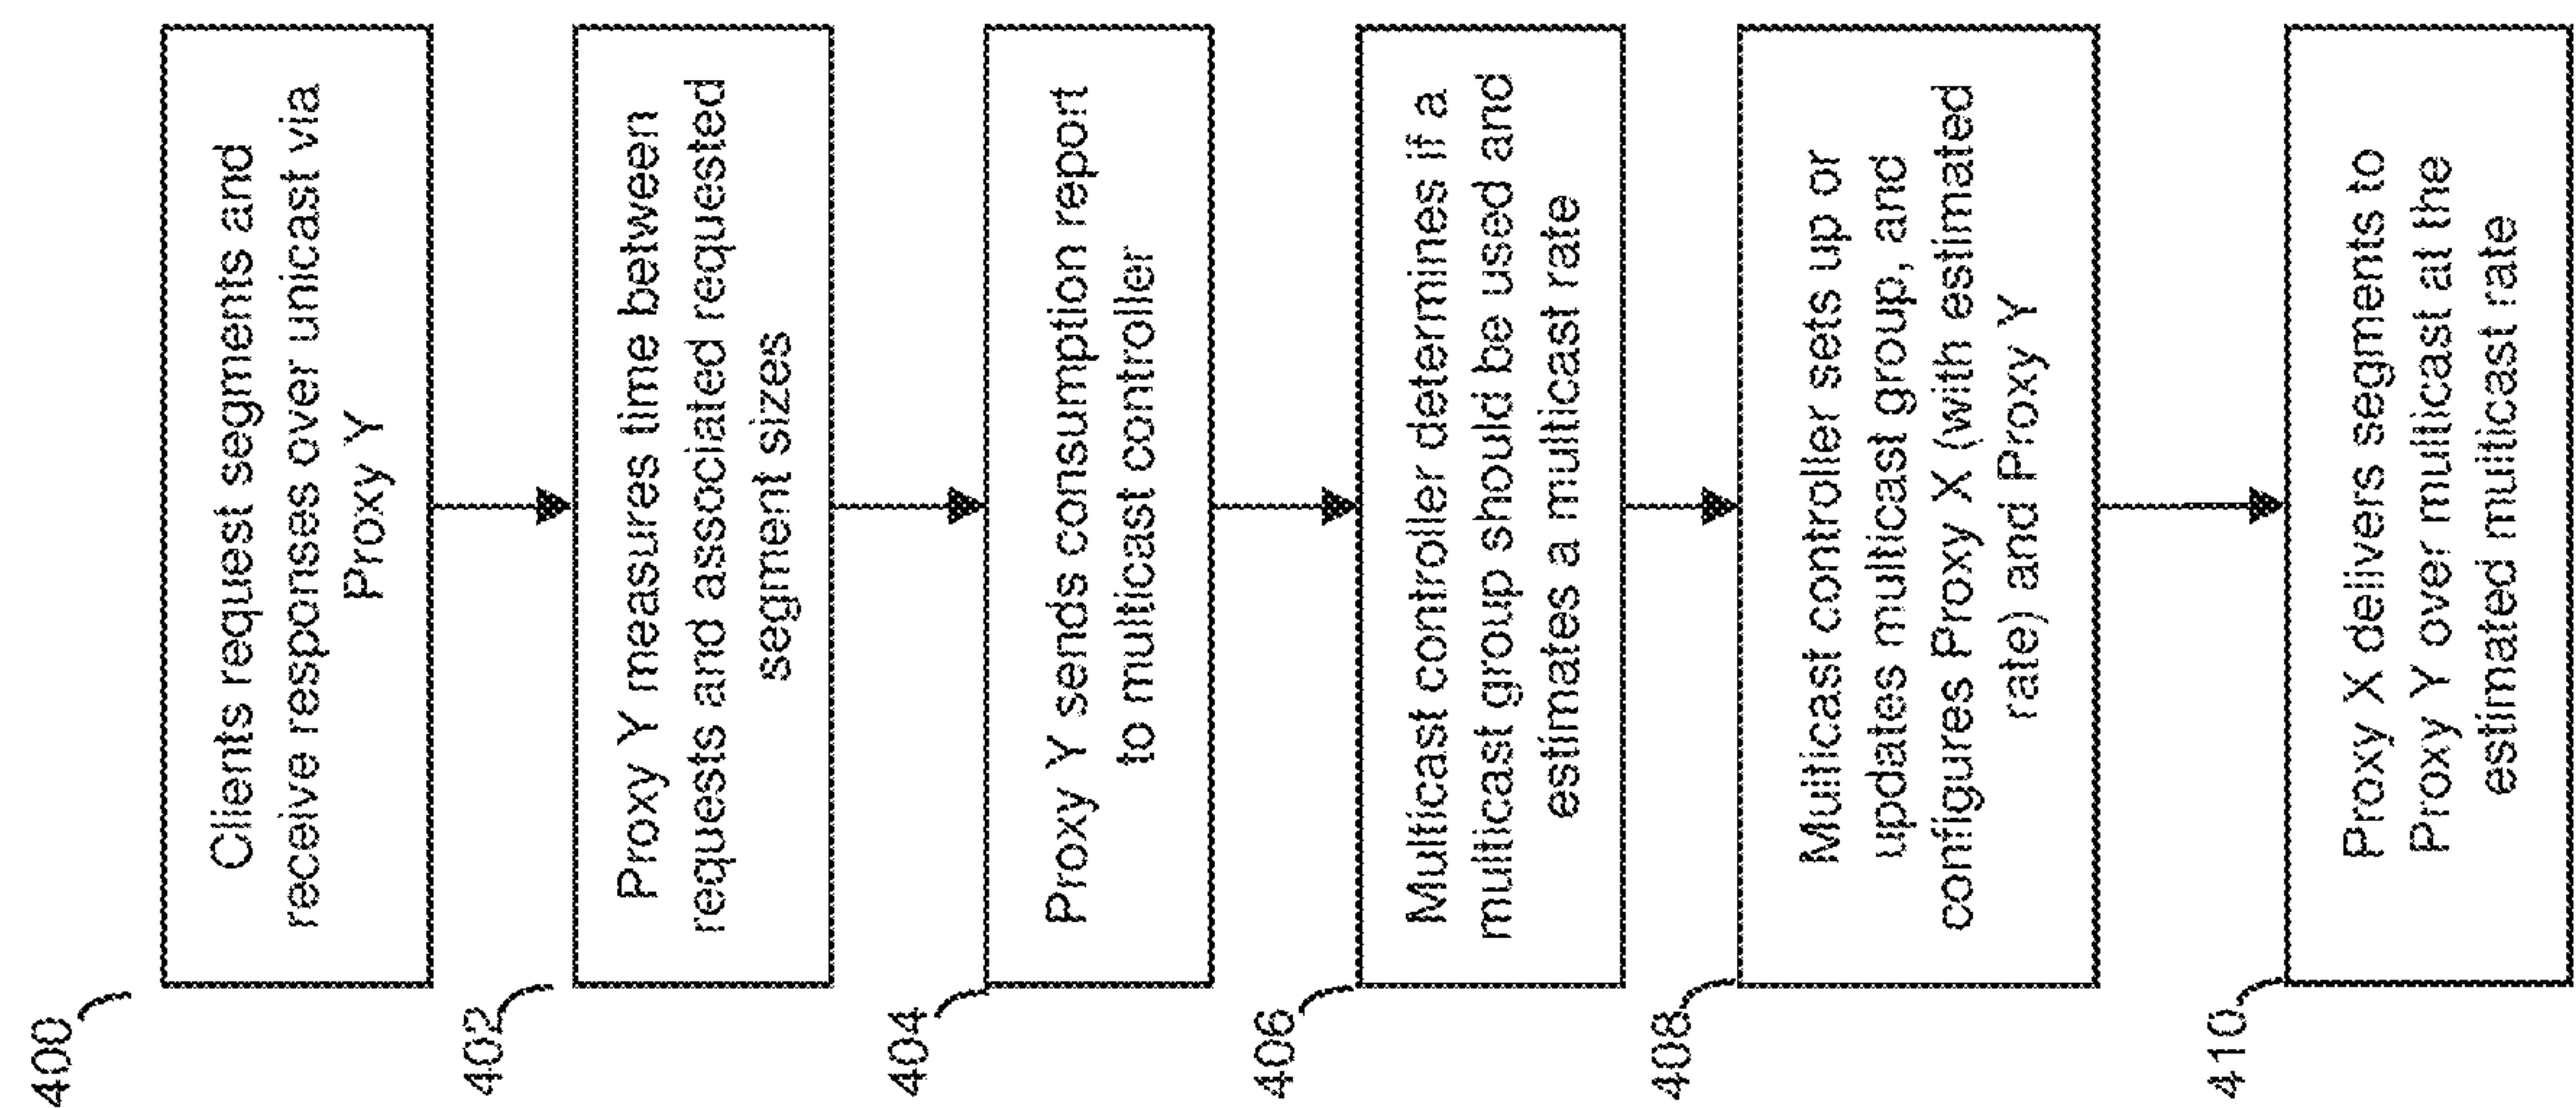 400
Clients request segments and
receive responses over unicast via
Proxy Y
402
Proxy Y measures time between
requests and associated requested
segment sizes
404
Proxy Y sends consumption report
to multicast controller
406
Multicast controller determines if a
multicast group should be used and
estimates a multicast rate
408
Multicast controller sets up or
updates multicast group, and
configures Proxy X (with estimated
rate) and Proxy Y
410
Proxy X delivers segments to
Proxy Y over multicast at the
estimated multicast rate